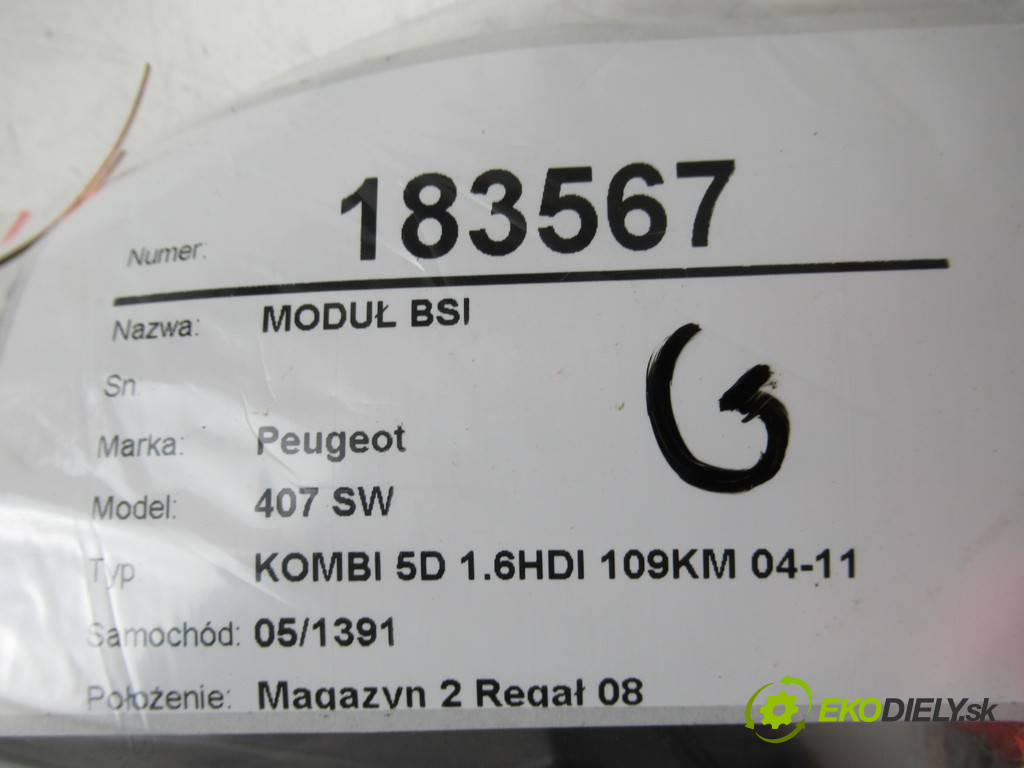 Numer: 183567
Nazwa: MODUŁ BSI
Sn
Marka: Peugeot
Model: 407 SW
Typ KOMBI 5D 1.6HDI 109KM 04-11
Samochód: 05/1391
Położenie: Magazyn 2 Regał 08
G
EKODIELY.sk